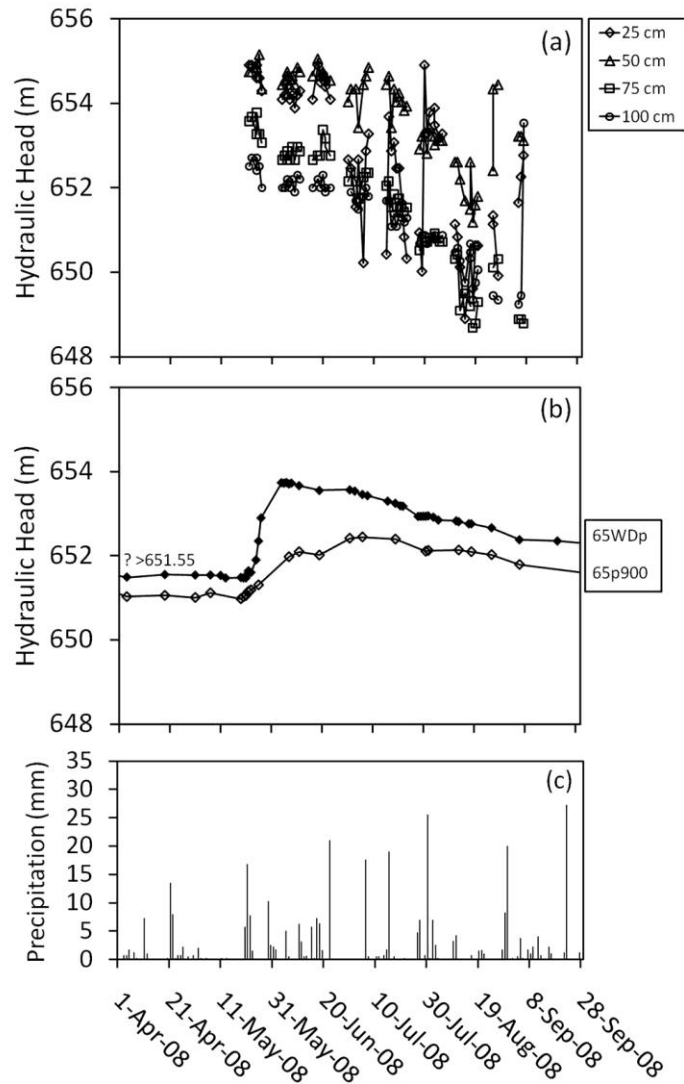 656
(a)
25 cm
50 cm
75 cm
100 cm
654
652
650
648
Hydraulic Head (m)
656
(b)
654
652
650
648
Hydraulic Head (m)
? >651.55
65WDp
65p900
35
(c)
30
25
20
15
10
5
0
Precipitation (mm)
1-Apr-08
21-Apr-08
11-May-08
31-May-08
20-Jun-08
10-Jul-08
30-Jul-08
19-Aug-08
8-Sep-08
28-Sep-08